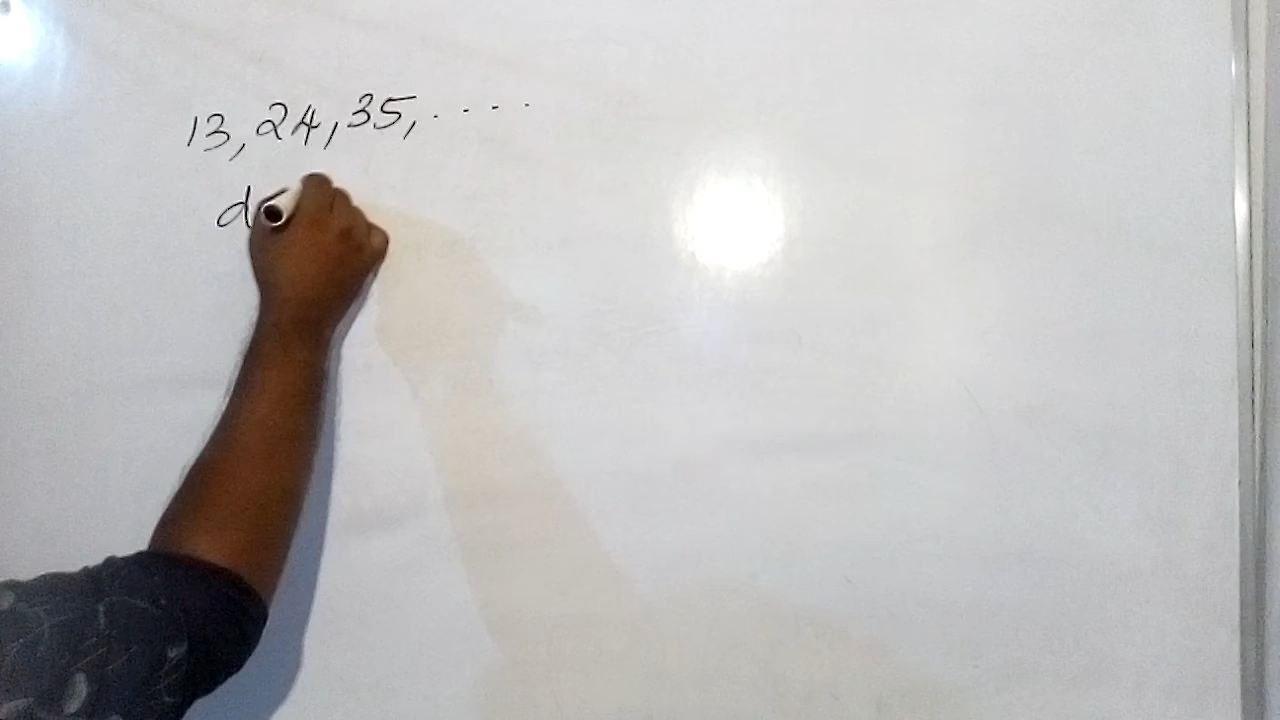 13, 24, 35, ....
d